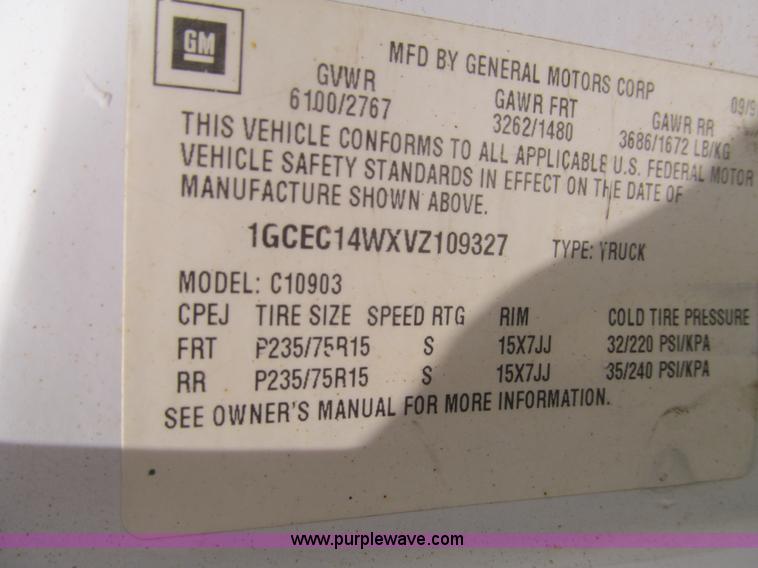 GM
MFD BY GENERAL MOTORS CORP
GVWR GAWR FRT GAWR RR
6100/2767 3262/1480 3686/1672 LB/KG
THIS VEHICLE CONFORMS TO ALL APPLICABLE U.S. FEDERAL MOTOR
VEHICLE SAFETY STANDARDS IN EFFECT ON THE DATE OF
MANUFACTURE SHOWN ABOVE.
1GCEC14WXVZ109327 TYPE: TRUCK
MODEL: C10903
CPEJ TIRE SIZE SPEED RTG RIM COLD TIRE PRESSURE
FRT P235/75R15 S 15X7JJ 32/220 PSI/KPA
RR P235/75R15 S 15X7JJ 35/240 PSI/KPA
SEE OWNER'S MANUAL FOR MORE INFORMATION.
www.purplewave.com